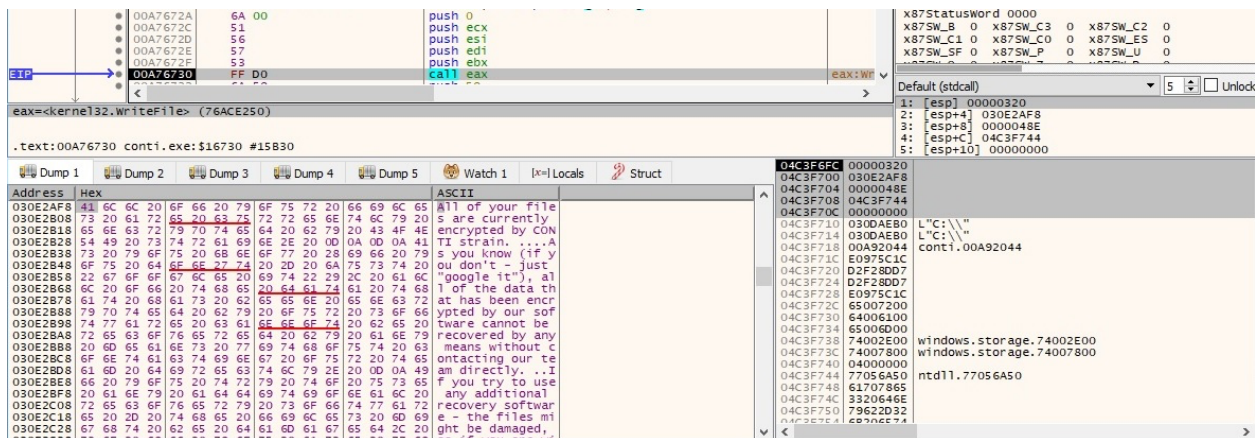 00A7672A 6A 00 push 0
00A7672C 51 push ecx
00A7672D 56 push esi
00A7672E 57 push edi
00A7672F 53 push ebx
EIP 00A76730 FF D0 call eax eax:Wr
eax=<kernel32.WriteFile> (76ACE250)
.text:00A76730 conti.exe:$16730 #15B30
x87StatusWord 0000
x87SW_B 0 x87SW_C3 0 x87SW_C2 0
x87SW_C1 0 x87SW_C0 0 x87SW_ES 0
x87SW_SF 0 x87SW_P 0 x87SW_U 0
Default (stdcall) 5 Unlock
1: [esp] 00000320
2: [esp+4] 030E2AF8
3: [esp+8] 0000048E
4: [esp+C] 04C3F744
5: [esp+10] 00000000
Dump 1 Dump 2 Dump 3 Dump 4 Dump 5 Watch 1 [x=] Locals Struct
Address Hex ASCII
030E2AF8 41 6C 6C 20 6F 66 20 79 6F 75 72 20 66 69 6C 65 All of your file
030E2B08 73 20 61 72 65 20 63 75 72 72 65 6E 74 6C 79 20 s are currently
030E2B18 65 6E 63 72 79 70 74 65 64 20 62 79 20 43 4F 4E encrypted by CON
030E2B28 54 49 20 73 74 72 61 69 6E 2E 20 0D 0A 0D 0A 41 TI strain. ....A
030E2B38 73 20 79 6F 75 20 6B 6E 6F 77 20 28 69 66 20 79 s you know (if y
030E2B48 6F 75 20 64 6F 6E 27 74 20 2D 20 6A 75 73 74 20 ou don't - just
030E2B58 22 67 6F 6F 67 6C 65 20 69 74 22 29 2C 20 61 6C "google it"), al
030E2B68 6C 20 6F 66 20 74 68 65 20 64 61 74 61 20 74 68 l of the data th
030E2B78 61 74 20 68 61 73 20 62 65 65 6E 20 65 6E 63 72 at has been encr
030E2B88 79 70 74 65 64 20 62 79 20 6F 75 72 20 73 6F 66 ypted by our sof
030E2B98 74 77 61 72 65 20 63 61 6E 6E 6F 74 20 62 65 20 tware cannot be
030E2BA8 72 65 63 6F 76 65 72 65 64 20 62 79 20 61 6E 79 recovered by any
030E2BB8 20 6D 65 61 6E 73 20 77 69 74 68 6F 75 74 20 63 means without c
030E2BC8 6F 6E 74 61 63 74 69 6E 67 20 6F 75 72 20 74 65 ontacting our te
030E2BD8 61 6D 20 64 69 72 65 63 74 6C 79 2E 20 0D 0A 49 am directly. ..I
030E2BE8 66 20 79 6F 75 20 74 72 79 20 74 6F 20 75 73 65 f you try to use
030E2BF8 20 61 6E 79 20 61 64 64 69 74 69 6F 6E 61 6C 20 any additional
030E2C08 72 65 63 6F 76 65 72 79 20 73 6F 66 74 77 61 72 recovery softwar
030E2C18 65 20 2D 20 74 68 65 20 66 69 6C 65 73 20 6D 69 e - the files mi
030E2C28 67 68 74 20 62 65 20 64 61 6D 61 67 65 64 2C 20 ght be damaged,
04C3F6FC 00000320
04C3F700 030E2AF8
04C3F704 0000048E
04C3F708 04C3F744
04C3F70C 00000000
04C3F710 030DAEB0 L"C:\\"
04C3F714 030DAEB0 L"C:\\"
04C3F718 00A92044 conti.00A92044
04C3F71C E0975C1C
04C3F720 D2F28DD7
04C3F724 D2F28DD7
04C3F728 E0975C1C
04C3F72C 65007200
04C3F730 64006100
04C3F734 65006D00
04C3F738 74002E00 windows.storage.74002E00
04C3F73C 74007800 windows.storage.74007800
04C3F740 04000000
04C3F744 77056A50 ntdll.77056A50
04C3F748 61707865
04C3F74C 3320646E
04C3F750 79622D32